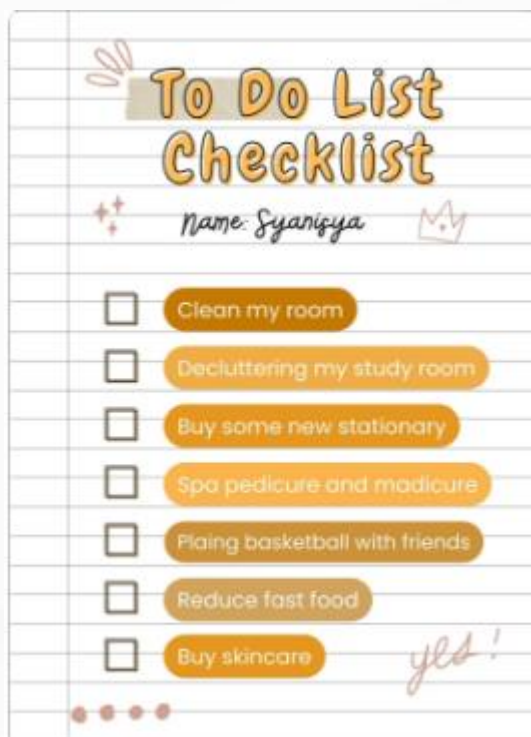 To Do List
Checklist
Name: Syanisya
Clean my room
Decluttering my study room
Buy some new stationary
Spa pedicure and madicure
Plaing basketball with friends
Reduce fast food
Buy skincare
yes!